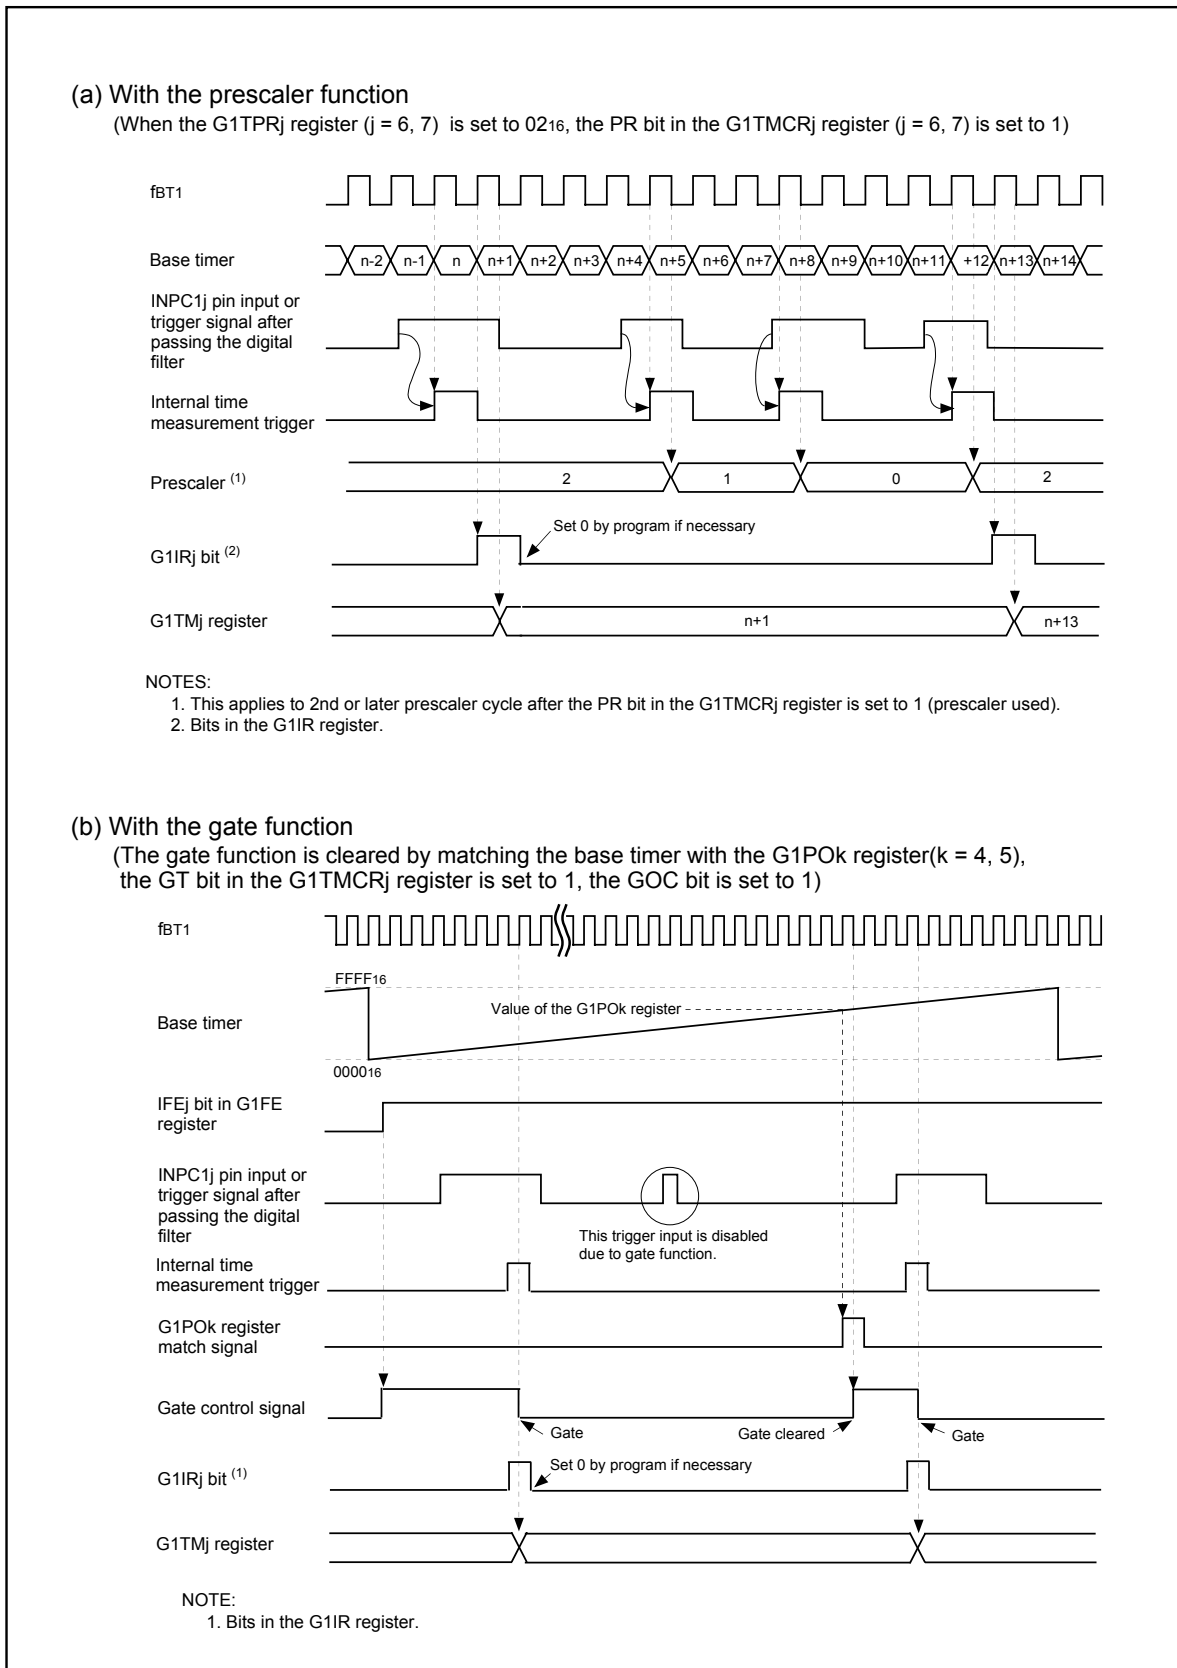 (a) With the prescaler function
(When the G1TPRj register (j = 6, 7) is set to 0216, the PR bit in the G1TMCRj register (j = 6, 7) is set to 1)
fBT1
Base timer
n-2 n-1 n n+1 n+2 n+3 n+4 n+5 n+6 n+7 n+8 n+9 n+10 n+11 +12 n+13 n+14
INPC1j pin input or
trigger signal after
passing the digital
filter
Internal time
measurement trigger
Prescaler (1)
2 1 0 2
Set 0 by program if necessary
G1IRj bit (2)
G1TMj register
n+1 n+13
NOTES:
1. This applies to 2nd or later prescaler cycle after the PR bit in the G1TMCRj register is set to 1 (prescaler used).
2. Bits in the G1IR register.
(b) With the gate function
(The gate function is cleared by matching the base timer with the G1POk register(k = 4, 5),
the GT bit in the G1TMCRj register is set to 1, the GOC bit is set to 1)
fBT1
FFFF16
Value of the G1POk register
Base timer
000016
IFEj bit in G1FE
register
INPC1j pin input or
trigger signal after
passing the digital
filter
This trigger input is disabled
due to gate function.
Internal time
measurement trigger
G1POk register
match signal
Gate control signal
Gate Gate cleared Gate
Set 0 by program if necessary
G1IRj bit (1)
G1TMj register
NOTE:
1. Bits in the G1IR register.